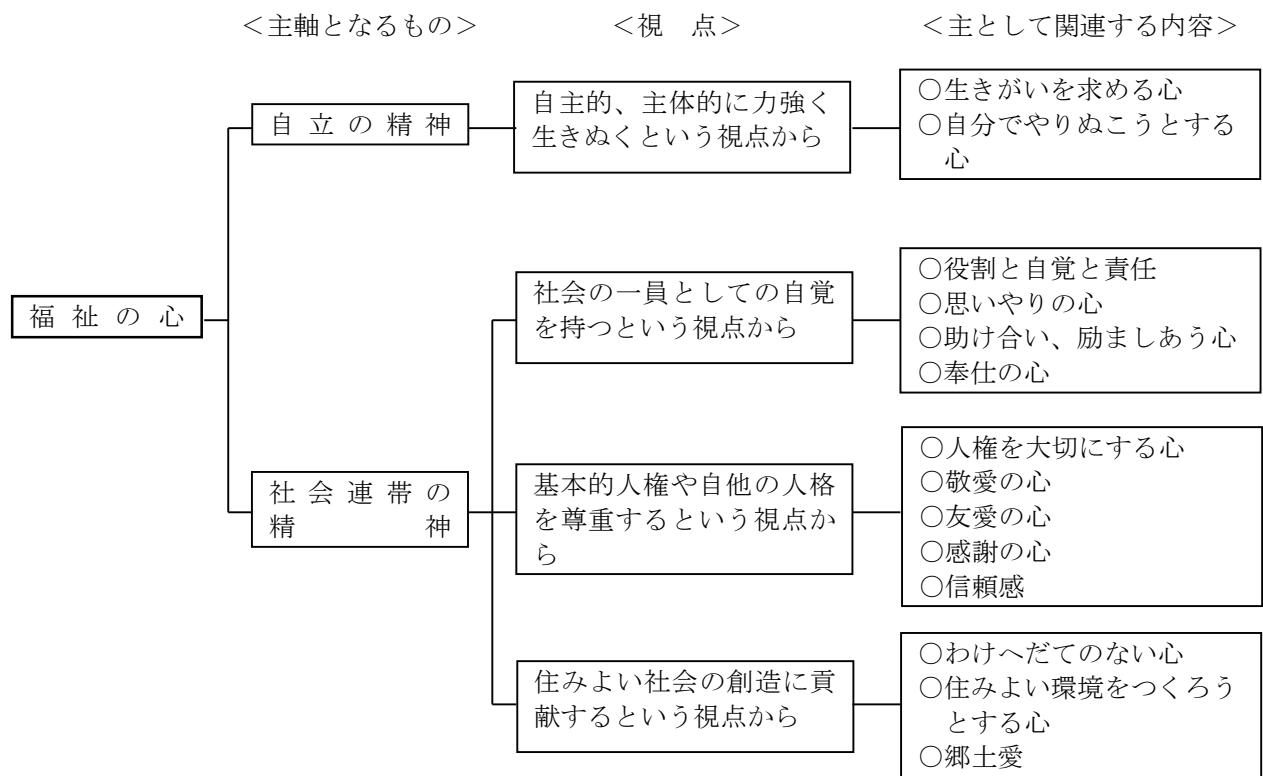 ＜主軸となるもの＞
＜視　点＞
＜主として関連する内容＞
福祉の心
自立の精神
自主的、主体的に力強く
生きぬくという視点から
○生きがいを求める心
○自分でやりぬこうとする
心
社会連帯の
精神
社会の一員としての自覚
を持つという視点から
○役割と自覚と責任
○思いやりの心
○助け合い、励ましあう心
○奉仕の心
基本的人権や自他の人格
を尊重するという視点か
ら
○人権を大切にする心
○敬愛の心
○友愛の心
○感謝の心
○信頼感
住みよい社会の創造に貢
献するという視点から
○わけへだてのない心
○住みよい環境をつくろう
とする心
○郷土愛